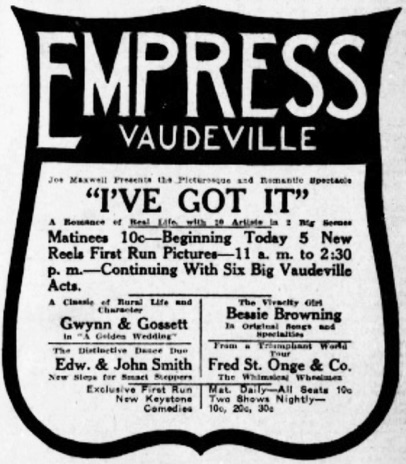 EMPRESS
VAUDEVILLE
Joe Maxwell Presents the Picturesque and Romantic Spectacle
"I'VE GOT IT"
A Romance of Real Life, with 10 Artists in 2 Big Scenes
Matinees 10c—Beginning Today 5 New
Reels First Run Pictures—11 a. m. to 2:30
p. m.—Continuing With Six Big Vaudeville
Acts.
A Classic of Rural Life and
Character
Gwynn & Gossett
in "A Golden Wedding"
The Distinctive Dance Duo
Edw. & John Smith
New Steps for Smart Steppers
The Vivacity Girl
Bessie Browning
In Original Songs and
Specialties
From a Triumphant World
Tour
Fred St. Onge & Co.
The Whimsical Wheelmen
Exclusive First Run
New Keystone
Comedies
Mat. Daily—All Seats 10c
Two Shows Nightly—
10c, 20c, 30c